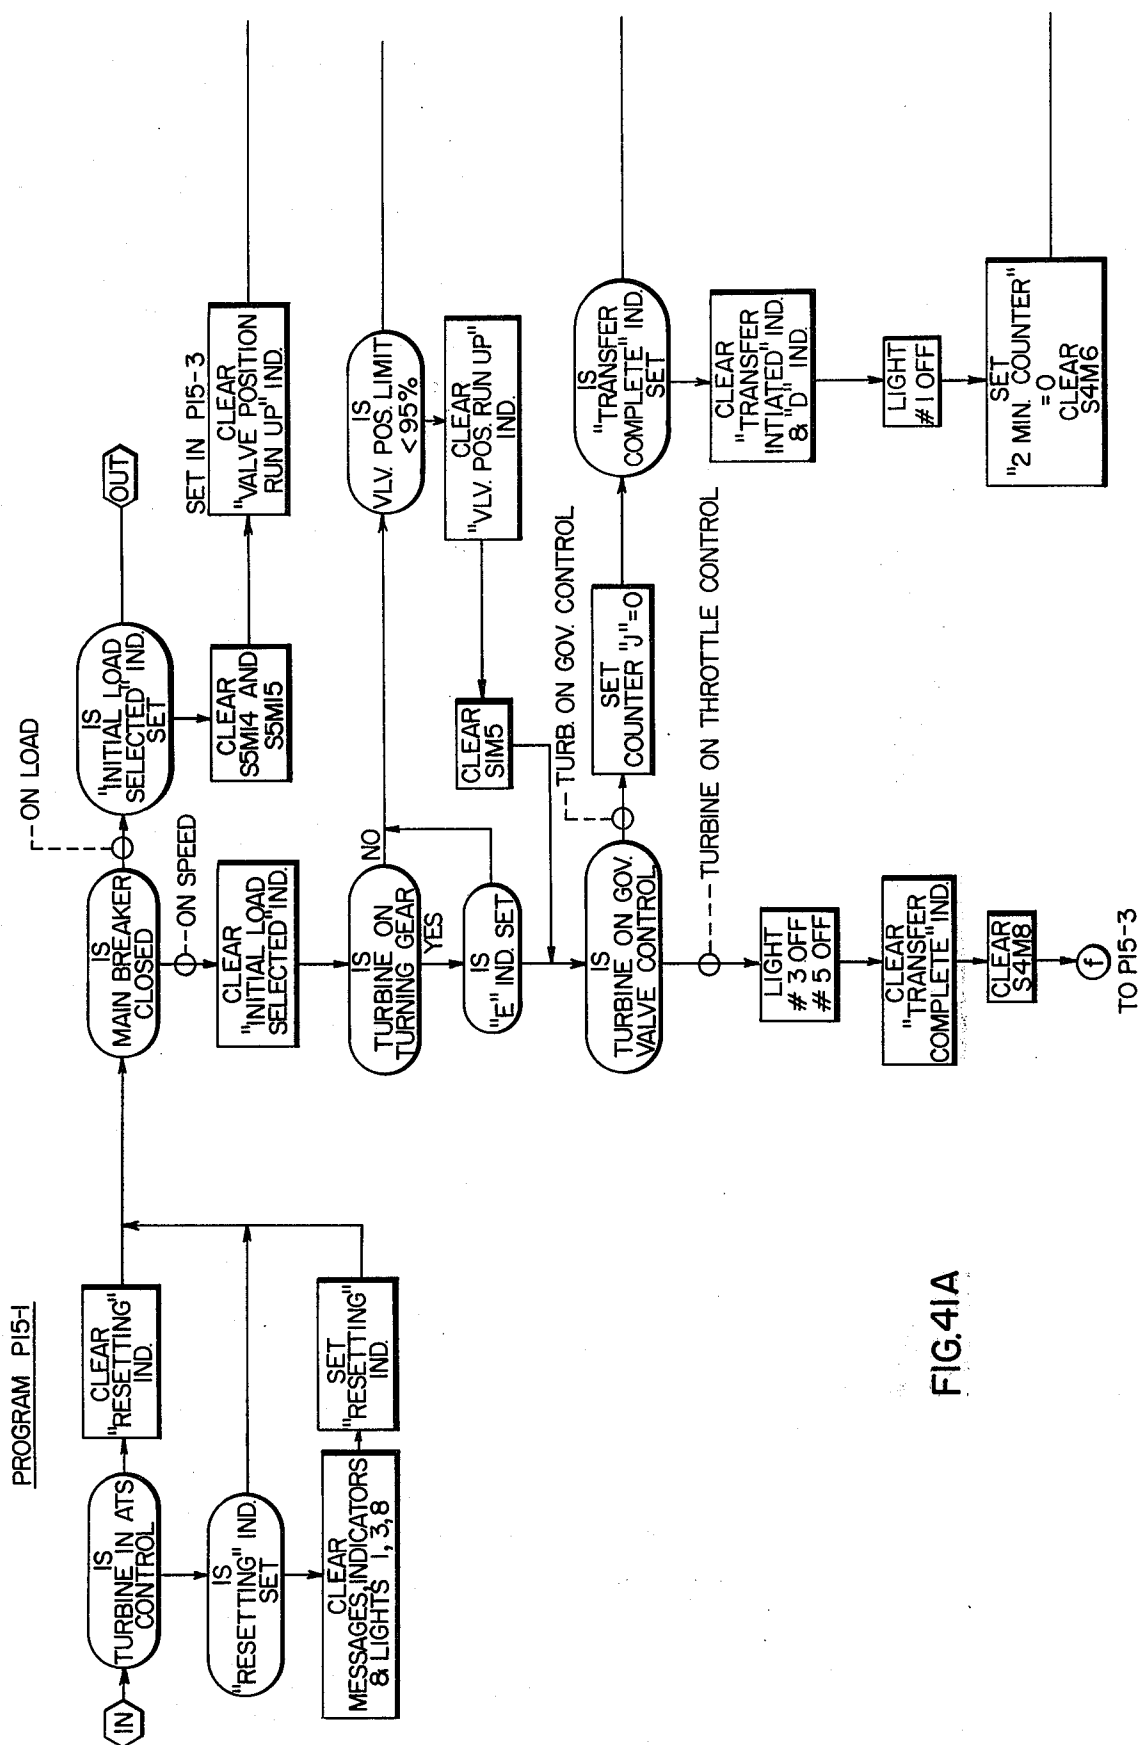 PROGRAM P15-1
IN
IS
TURBINE IN ATS
CONTROL
CLEAR
"RESETTING"
IND.
IS
"RESETTING" IND.
SET
CLEAR
MESSAGES, INDICATORS
& LIGHTS 1, 3, 8
SET
"RESETTING"
IND.
IS
MAIN BREAKER
CLOSED
ON LOAD
IS
"INITIAL LOAD
SELECTED" IND.
SET
OUT
ON SPEED
CLEAR
"INITIAL LOAD
SELECTED" IND.
CLEAR
S5M14 AND
S5M15
SET IN P15-3
CLEAR
"VALVE POSITION
RUN UP" IND.
IS
TURBINE ON
TURNING GEAR
NO
YES
IS
VLV. POS. LIMIT
<95%
CLEAR
"VLV. POS. RUN UP"
IND.
IS
"E" IND. SET
CLEAR
S1M5
IS
TURBINE ON GOV.
VALVE CONTROL
TURB. ON GOV. CONTROL
SET
COUNTER "J"=0
IS
"TRANSFER
COMPLETE" IND.
SET
TURBINE ON THROTTLE CONTROL
CLEAR
"TRANSFER
INTIATED" IND.
& "D" IND.
LIGHT
# 3 OFF
# 5 OFF
LIGHT
# 1 OFF
CLEAR
"TRANSFER
COMPLETE" IND.
SET
"2 MIN. COUNTER"
=0
CLEAR
S4M6
CLEAR
S4M8
f
TO P15-3
FIG. 41A